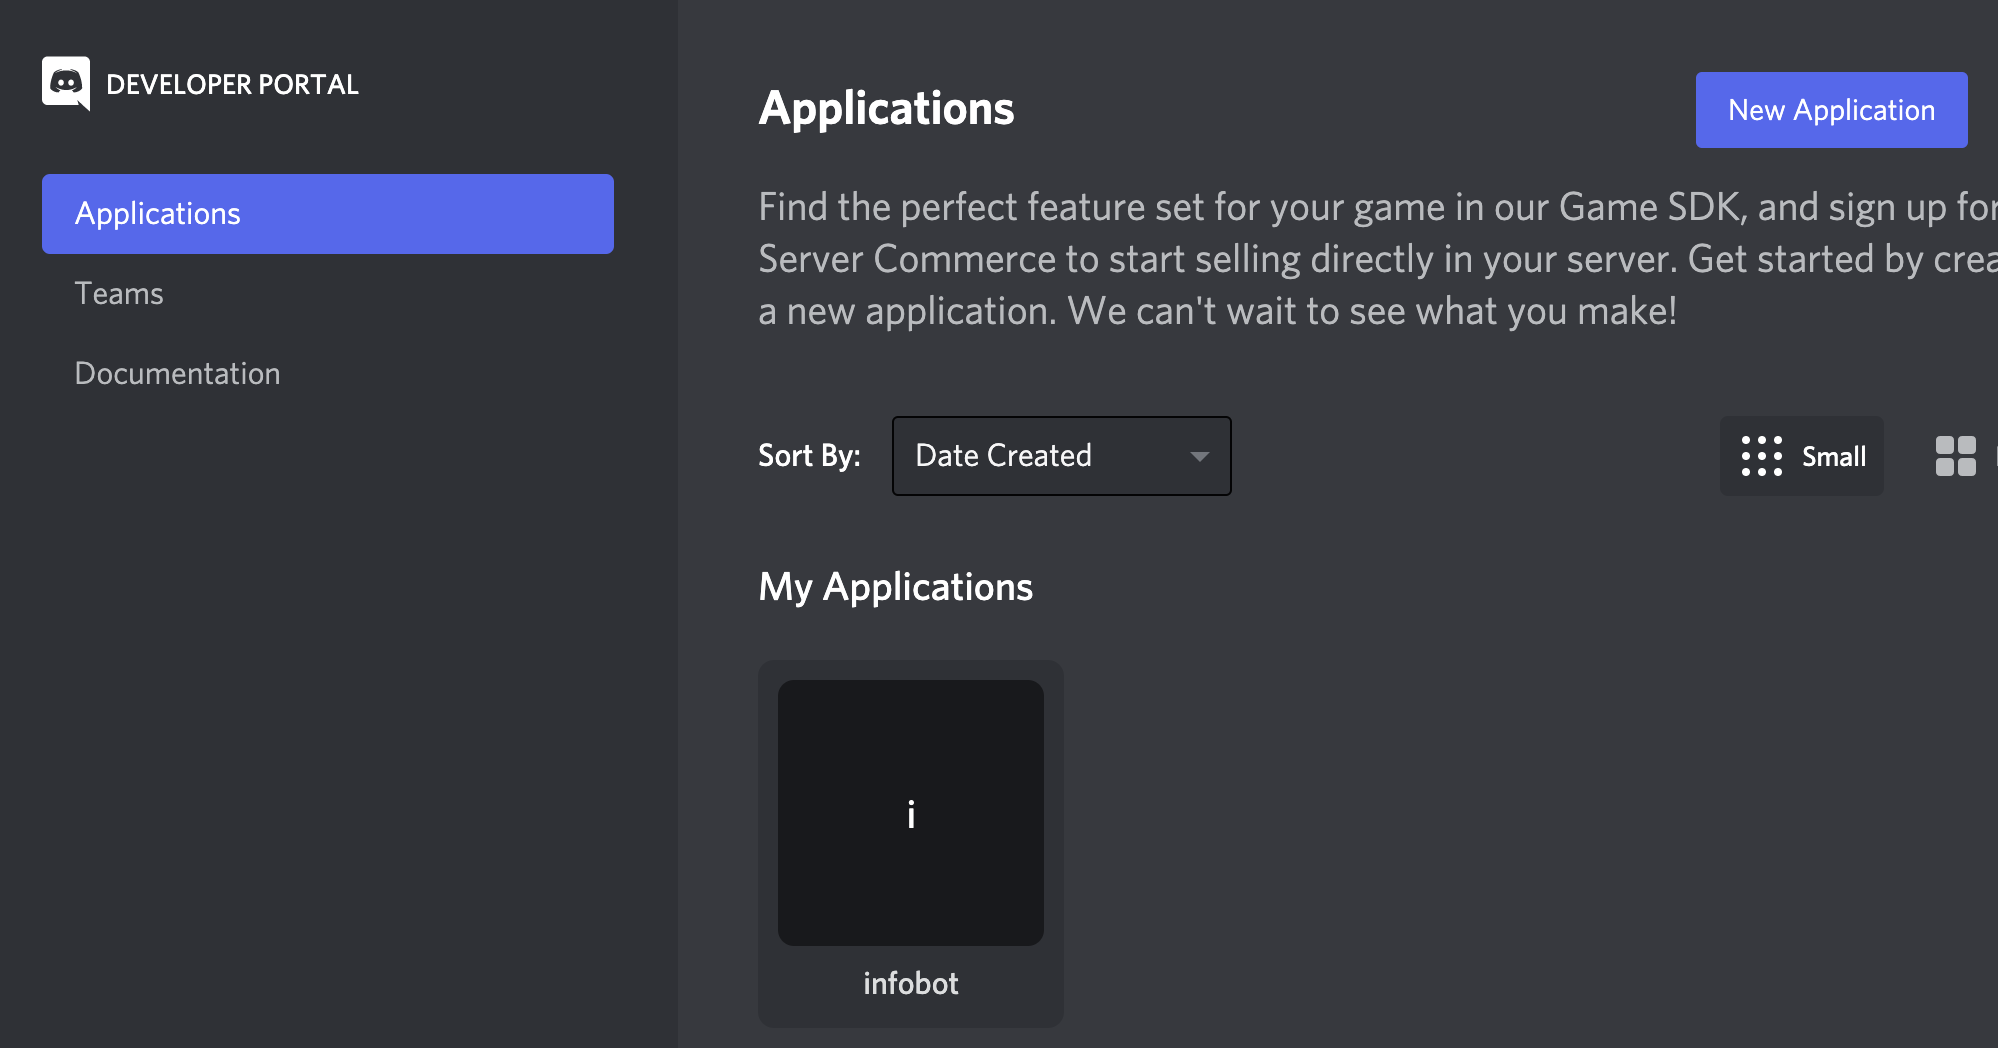 DEVELOPER PORTAL
Applications
Teams
Documentation
Applications
New Application
Find the perfect feature set for your game in our Game SDK, and sign up for
Server Commerce to start selling directly in your server. Get started by
a new application. We can't wait to see what you make!
Sort By:
Date Created
Small
My Applications
i
infobot